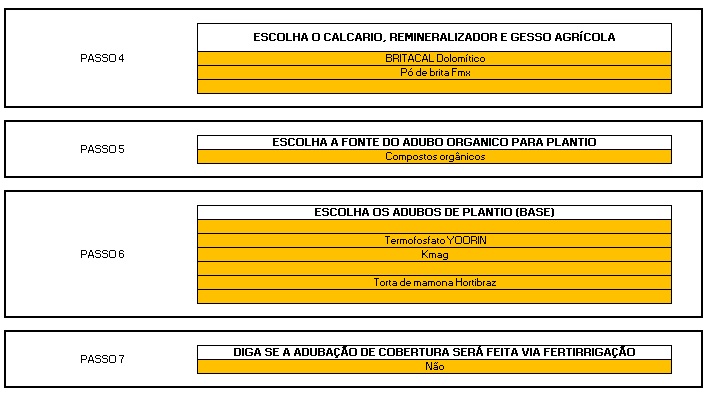 ESCOLHA O CALCARIO, REMINERALIZADOR E GESSO AGRÍCOLA
PASSO 4
BRITACAL Dolomítico
Pó de brita Fmx
ESCOLHA A FONTE DO ADUBO ORGANICO PARA PLANTIO
PASSO 5
Compostos orgânicos
ESCOLHA OS ADUBOS DE PLANTIO (BASE)
Termofosfato YOORIN
PASSO 6
Kmag
Torta de mamona Hortibraz
DIGA SE A ADUBAÇÃO DE COBERTURA SERÁ FEITA VIA FERTIRRIGAÇÃO
PASSO 7
Não